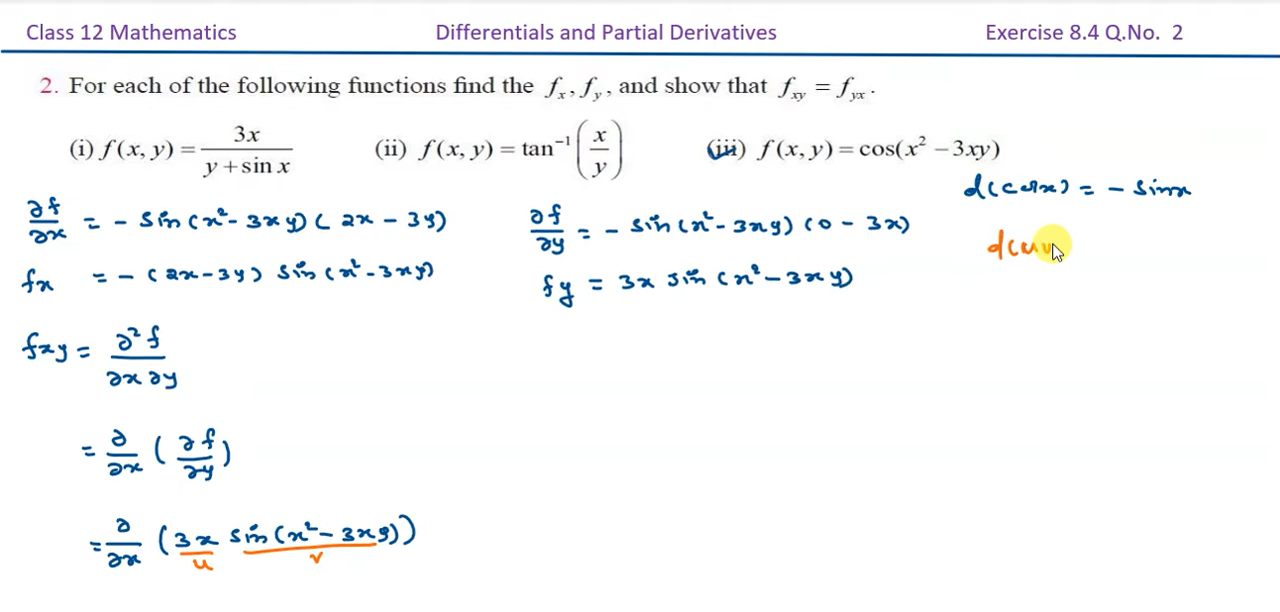 Class 12 Mathematics Differentials and Partial Derivatives Exercise 8.4 Q.No. 2
2. For each of the following functions find the fₓ, f_y, and show that f_xy = f_yx.
(i) f(x, y) = 3x / (y + sin x) (ii) f(x, y) = tan⁻¹(x/y) (iii) f(x, y) = cos(x² − 3xy)
d(cosx) = - sinx
∂f/∂x = - sin(x² - 3xy) (2x - 3y) ∂f/∂y = - sin(x² - 3xy) (0 - 3x)
d(uv
fx = - (2x - 3y) sin(x² - 3xy) fy = 3x sin(x² - 3xy)
fxy = ∂²f/∂x∂y
= ∂/∂x (∂f/∂y)
= ∂/∂x (3x sin(x² - 3xy))
u v